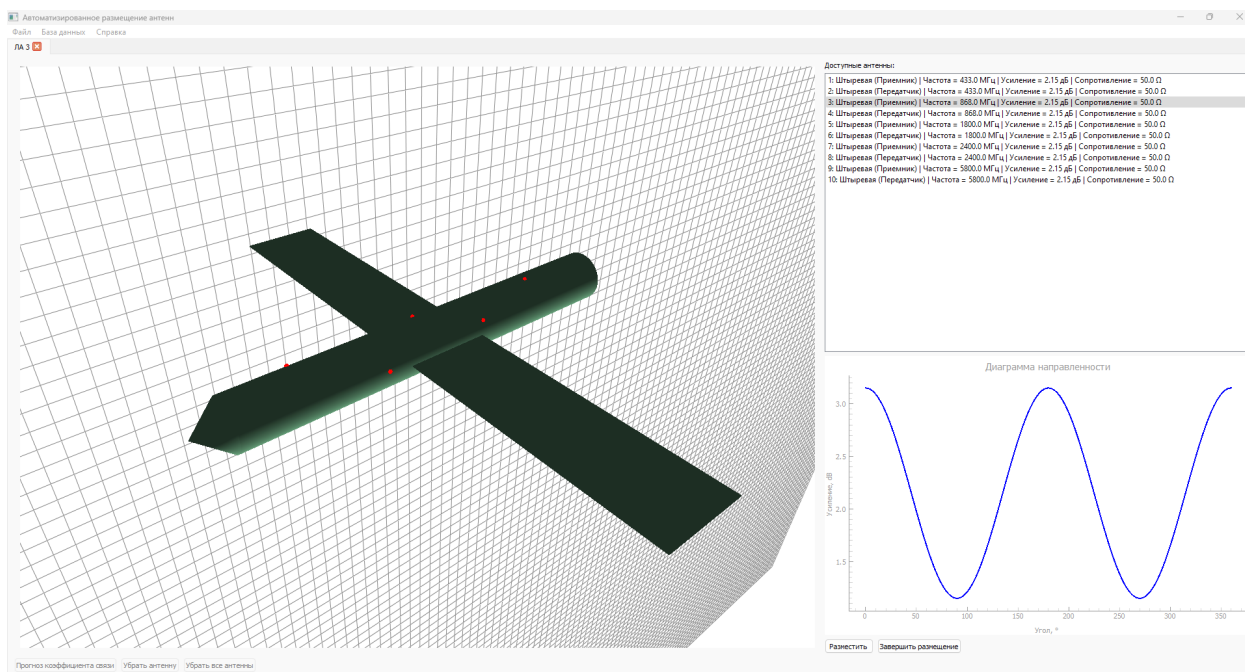 Автоматизированное размещение антенн
Файл База данных Справка
ЛА 3
Доступные антенны:
1: Штыревая (Приемник) | Частота = 433.0 МГц | Усиление = 2.15 дБ | Сопротивление = 50.0 Ω
2: Штыревая (Передатчик) | Частота = 433.0 МГц | Усиление = 2.15 дБ | Сопротивление = 50.0 Ω
3: Штыревая (Приемник) | Частота = 868.0 МГц | Усиление = 2.15 дБ | Сопротивление = 50.0 Ω
4: Штыревая (Передатчик) | Частота = 868.0 МГц | Усиление = 2.15 дБ | Сопротивление = 50.0 Ω
5: Штыревая (Приемник) | Частота = 1800.0 МГц | Усиление = 2.15 дБ | Сопротивление = 50.0 Ω
6: Штыревая (Передатчик) | Частота = 1800.0 МГц | Усиление = 2.15 дБ | Сопротивление = 50.0 Ω
7: Штыревая (Приемник) | Частота = 2400.0 МГц | Усиление = 2.15 дБ | Сопротивление = 50.0 Ω
8: Штыревая (Передатчик) | Частота = 2400.0 МГц | Усиление = 2.15 дБ | Сопротивление = 50.0 Ω
9: Штыревая (Приемник) | Частота = 5800.0 МГц | Усиление = 2.15 дБ | Сопротивление = 50.0 Ω
10: Штыревая (Передатчик) | Частота = 5800.0 МГц | Усиление = 2.15 дБ | Сопротивление = 50.0 Ω
Диаграмма направленности
3.0
2.5
2.0
1.5
Усиление, dB
0 50 100 150 200 250 300 350
Угол, °
Разместить Завершить размещение
Прогноз коэффициента связи Убрать антенну Убрать все антенны